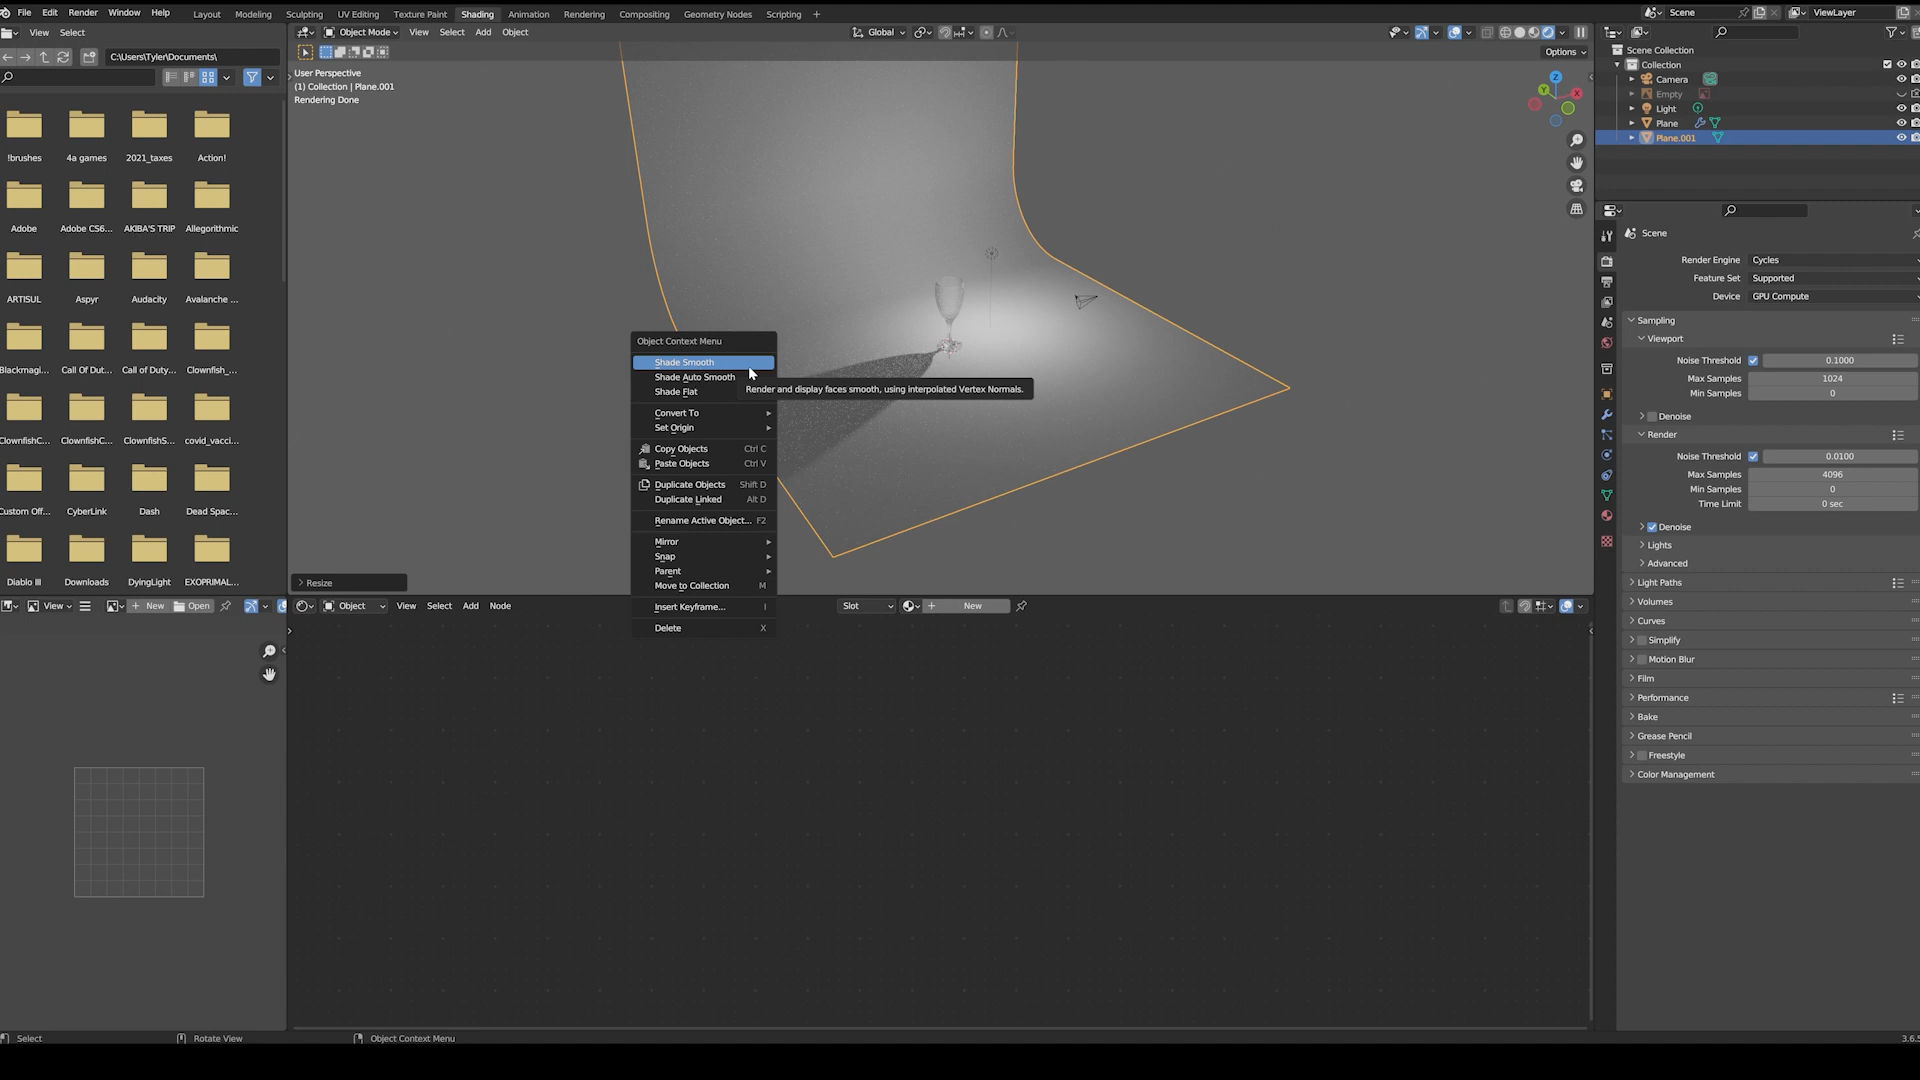 File Edit Render Window Help Layout Modeling Sculpting UV Editing Texture Paint Shading Animation Rendering Compositing Geometry Nodes Scripting + Scene ViewLayer
View Select
Object Mode View Select Add Object Global
C:\Users\Tyler\Documents\
Options
User Perspective
(1) Collection | Plane.001
Rendering Done
Z
Y
X
!brushes 4a games 2021_taxes Action!
Adobe Adobe CS6... AKIBA'S TRIP Allegorithmic
ARTISUL Aspyr Audacity Avalanche ...
Blackmagi... Call Of Dut... Call of Duty... Clownfish_...
ClownfishC... ClownfishC... ClownfishS... covid_vacci...
Custom Off... CyberLink Dash Dead Spac...
Diablo III Downloads DyingLight EXOPRIMAL...
Object Context Menu
Shade Smooth
Shade Auto Smooth
Shade Flat
Render and display faces smooth, using interpolated Vertex Normals.
Convert To
Set Origin
Copy Objects Ctrl C
Paste Objects Ctrl V
Duplicate Objects Shift D
Duplicate Linked Alt D
Rename Active Object... F2
Mirror
Snap
Parent
Move to Collection M
Insert Keyframe... I
Delete X
Resize
Scene Collection
Collection
Camera
Empty
Light
Plane
Plane.001
Scene
Render Engine Cycles
Feature Set Supported
Device GPU Compute
Sampling
Viewport
Noise Threshold 0.1000
Max Samples 1024
Min Samples 0
Denoise
Render
Noise Threshold 0.0100
Max Samples 4096
Min Samples 0
Time Limit 0 sec
Denoise
Lights
Advanced
Light Paths
Volumes
Curves
Simplify
Motion Blur
Film
Performance
Bake
Grease Pencil
Freestyle
Color Management
View + New Open
Object View Select Add Node Slot + New
Select Rotate View Object Context Menu